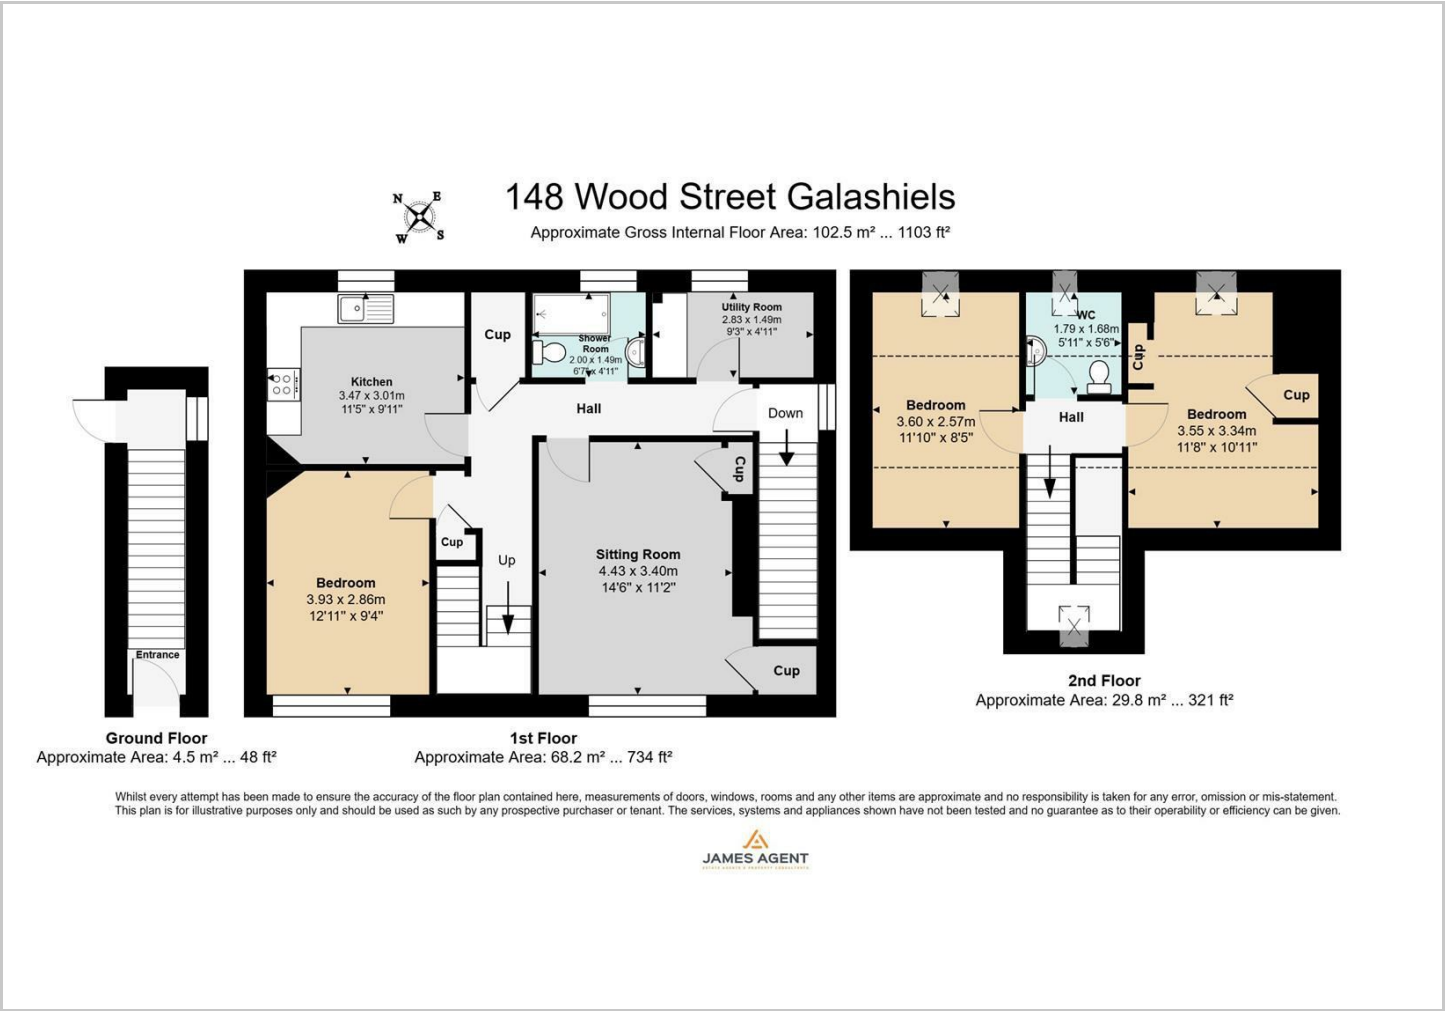 148 Wood Street Galashiels
Approximate Gross Internal Floor Area: 102.5 m² ... 1103 ft²
N
E
W
S
Entrance
Ground Floor
Approximate Area: 4.5 m² ... 48 ft²
Kitchen
3.47 x 3.01m
11'5" x 9'11"
Cup
Shower
Room
2.00 x 1.49m
6'7" x 4'11"
Utility Room
2.83 x 1.49m
9'3" x 4'11"
Hall
Down
Bedroom
3.93 x 2.86m
12'11" x 9'4"
Cup
Up
Sitting Room
4.43 x 3.40m
14'6" x 11'2"
Cup
Cup
1st Floor
Approximate Area: 68.2 m² ... 734 ft²
Bedroom
3.60 x 2.57m
11'10" x 8'5"
WC
1.79 x 1.68m
5'11" x 5'6"
Hall
Cup
Bedroom
3.55 x 3.34m
11'8" x 10'11"
Cup
2nd Floor
Approximate Area: 29.8 m² ... 321 ft²
Whilst every attempt has been made to ensure the accuracy of the floor plan contained here, measurements of doors, windows, rooms and any other items are approximate and no responsibility is taken for any error, omission or mis-statement.
This plan is for illustrative purposes only and should be used as such by any prospective purchaser or tenant. The services, systems and appliances shown have not been tested and no guarantee as to their operability or efficiency can be given.
JAMES AGENT
ESTATE AGENTS & PROPERTY CONSULTANTS